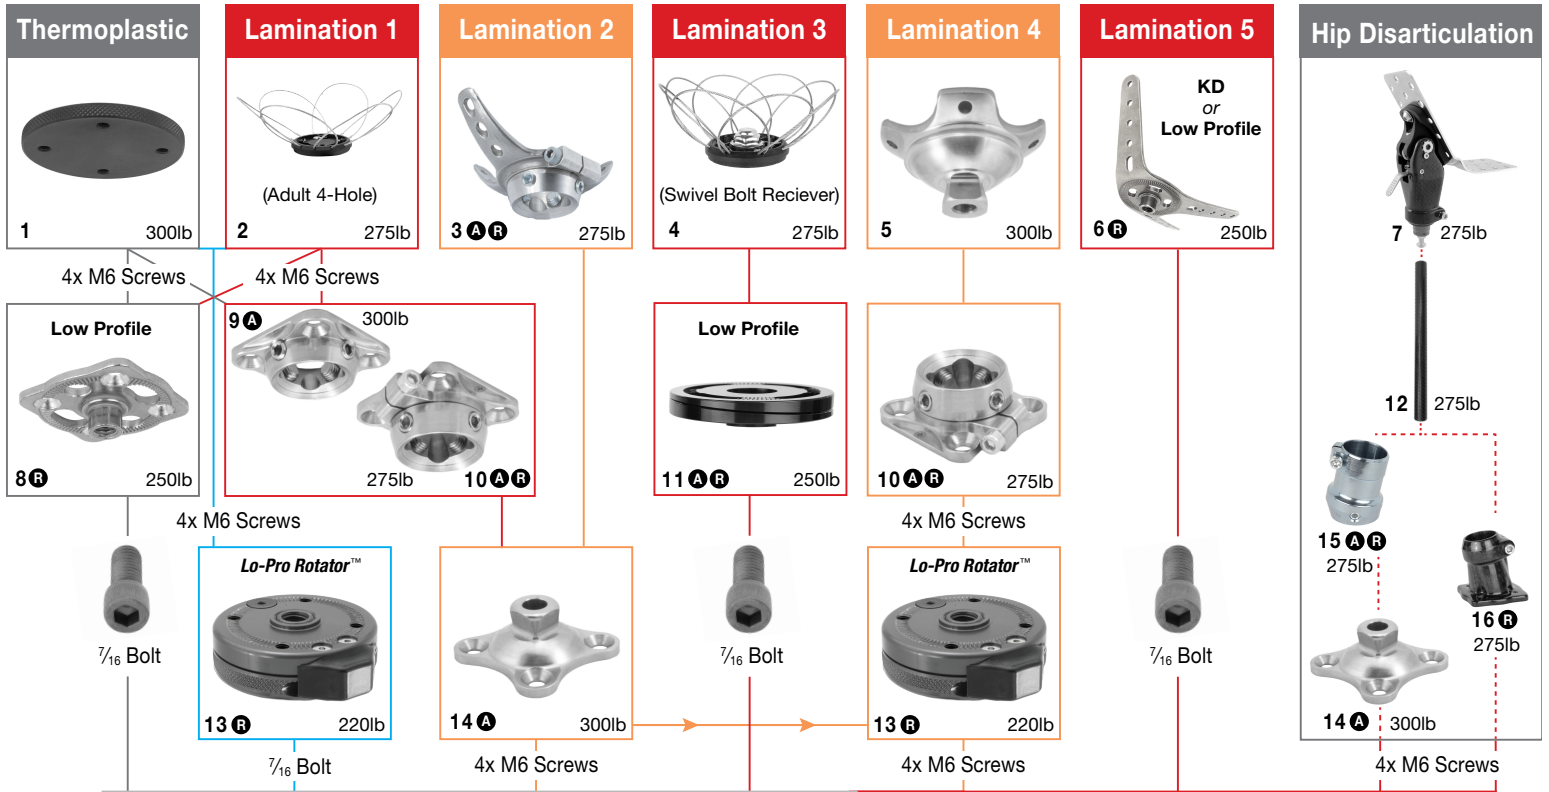 Thermoplastic
Lamination 1
Lamination 2
Lamination 3
Lamination 4
Lamination 5
Hip Disarticulation
1
300lb
(Adult 4-Hole)
2
275lb
3 A R
275lb
(Swivel Bolt Reciever)
4
275lb
5
300lb
KD
or
Low Profile
6 R
250lb
7
275lb
4x M6 Screws
4x M6 Screws
Low Profile
8 R
250lb
9 A
300lb
275lb
10 A R
Low Profile
11 A R
250lb
10 A R
275lb
12
275lb
4x M6 Screws
4x M6 Screws
7/16 Bolt
Lo-Pro Rotator™
13 R
220lb
14 A
300lb
7/16 Bolt
Lo-Pro Rotator™
13 R
220lb
7/16 Bolt
15 A R
275lb
16 R
275lb
14 A
300lb
7/16 Bolt
4x M6 Screws
4x M6 Screws
4x M6 Screws